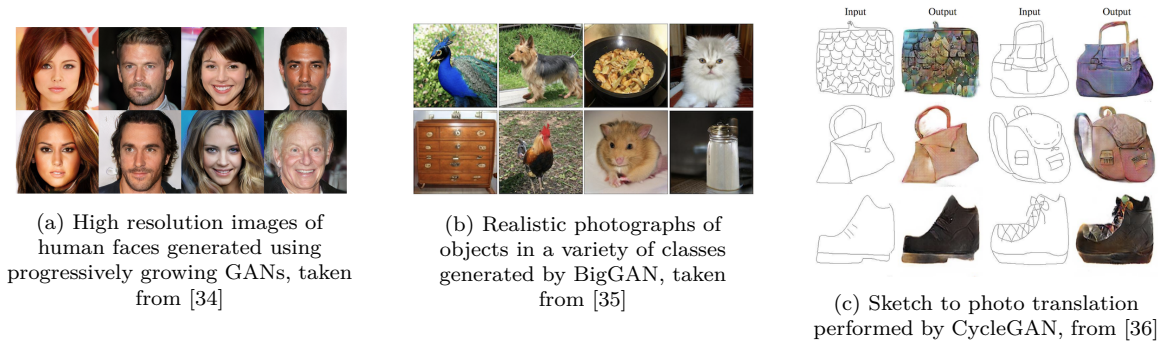 Input Output Input Output
(a) High resolution images of
human faces generated using
progressively growing GANs, taken
from [34]
(b) Realistic photographs of
objects in a variety of classes
generated by BigGAN, taken
from [35]
(c) Sketch to photo translation
performed by CycleGAN, from [36]